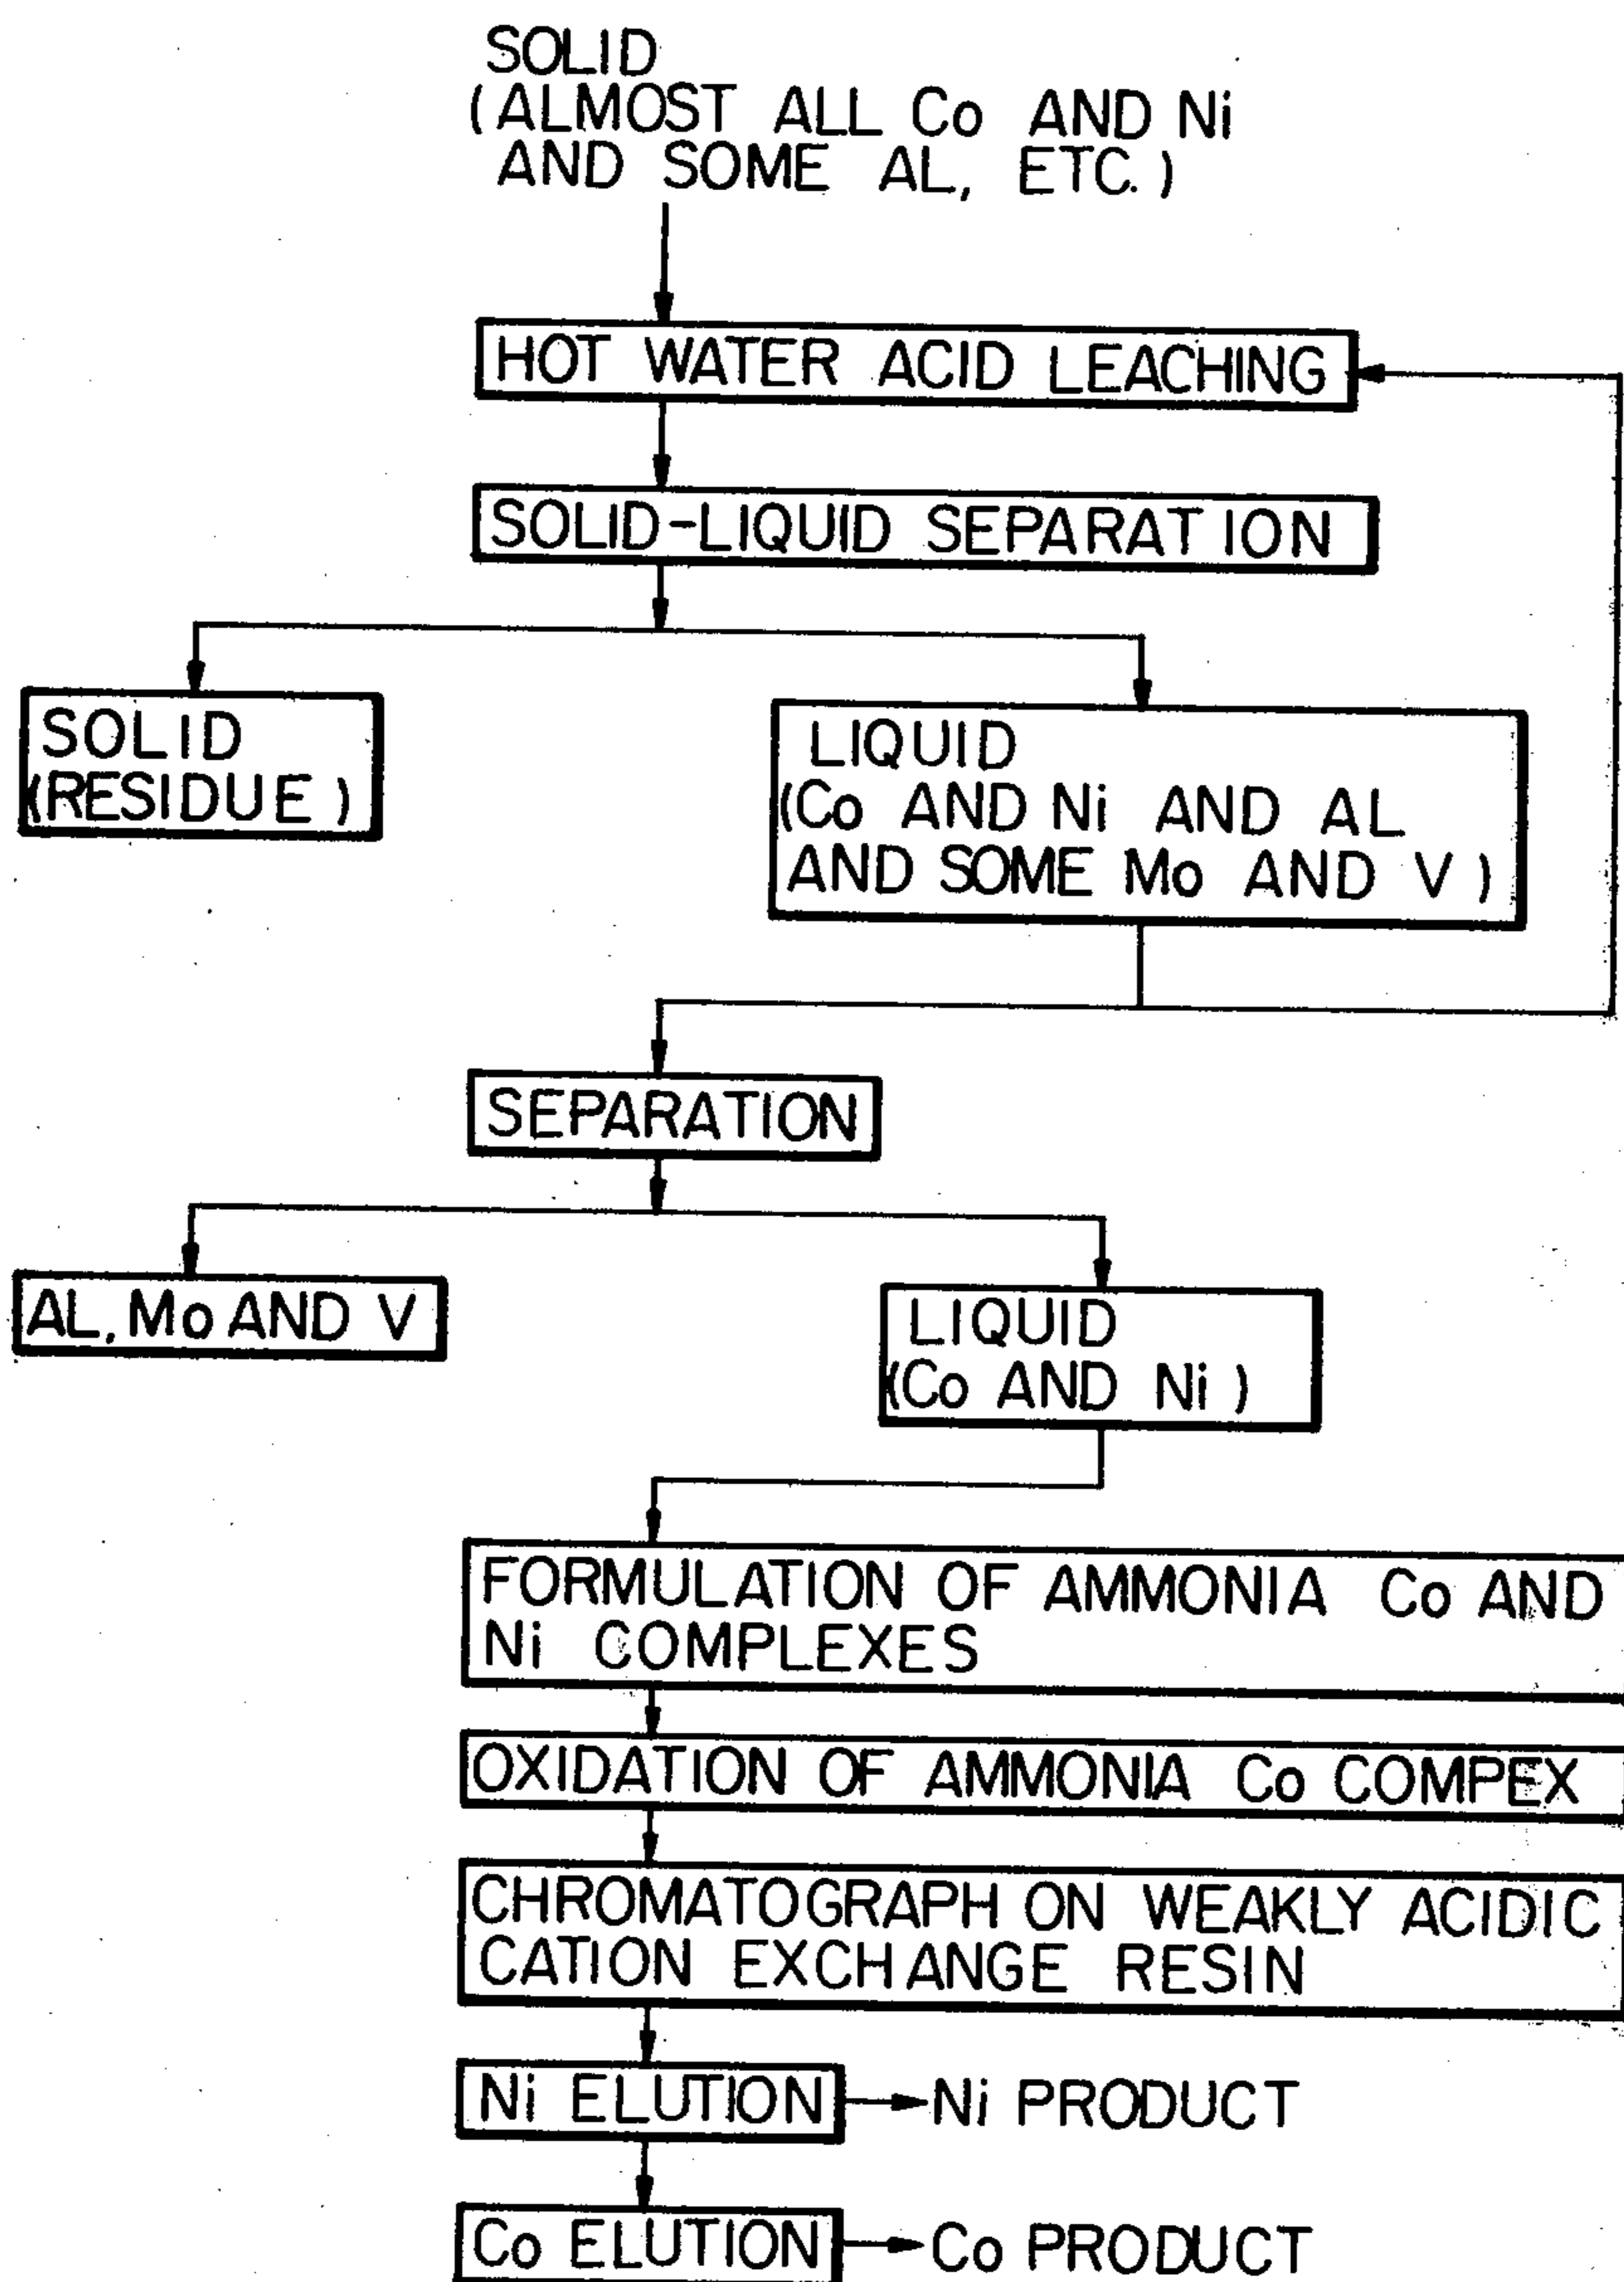 SOLID
(ALMOST ALL Co AND Ni
AND SOME AL, ETC.)
HOT WATER ACID LEACHING
SOLID-LIQUID SEPARATION
SOLID
(RESIDUE)
LIQUID
(Co AND Ni AND AL
AND SOME Mo AND V)
SEPARATION
AL, Mo AND V
LIQUID
(Co AND Ni)
FORMULATION OF AMMONIA Co AND
Ni COMPLEXES
OXIDATION OF AMMONIA Co COMPEX
CHROMATOGRAPH ON WEAKLY ACIDIC
CATION EXCHANGE RESIN
Ni ELUTION
Ni PRODUCT
Co ELUTION
Co PRODUCT